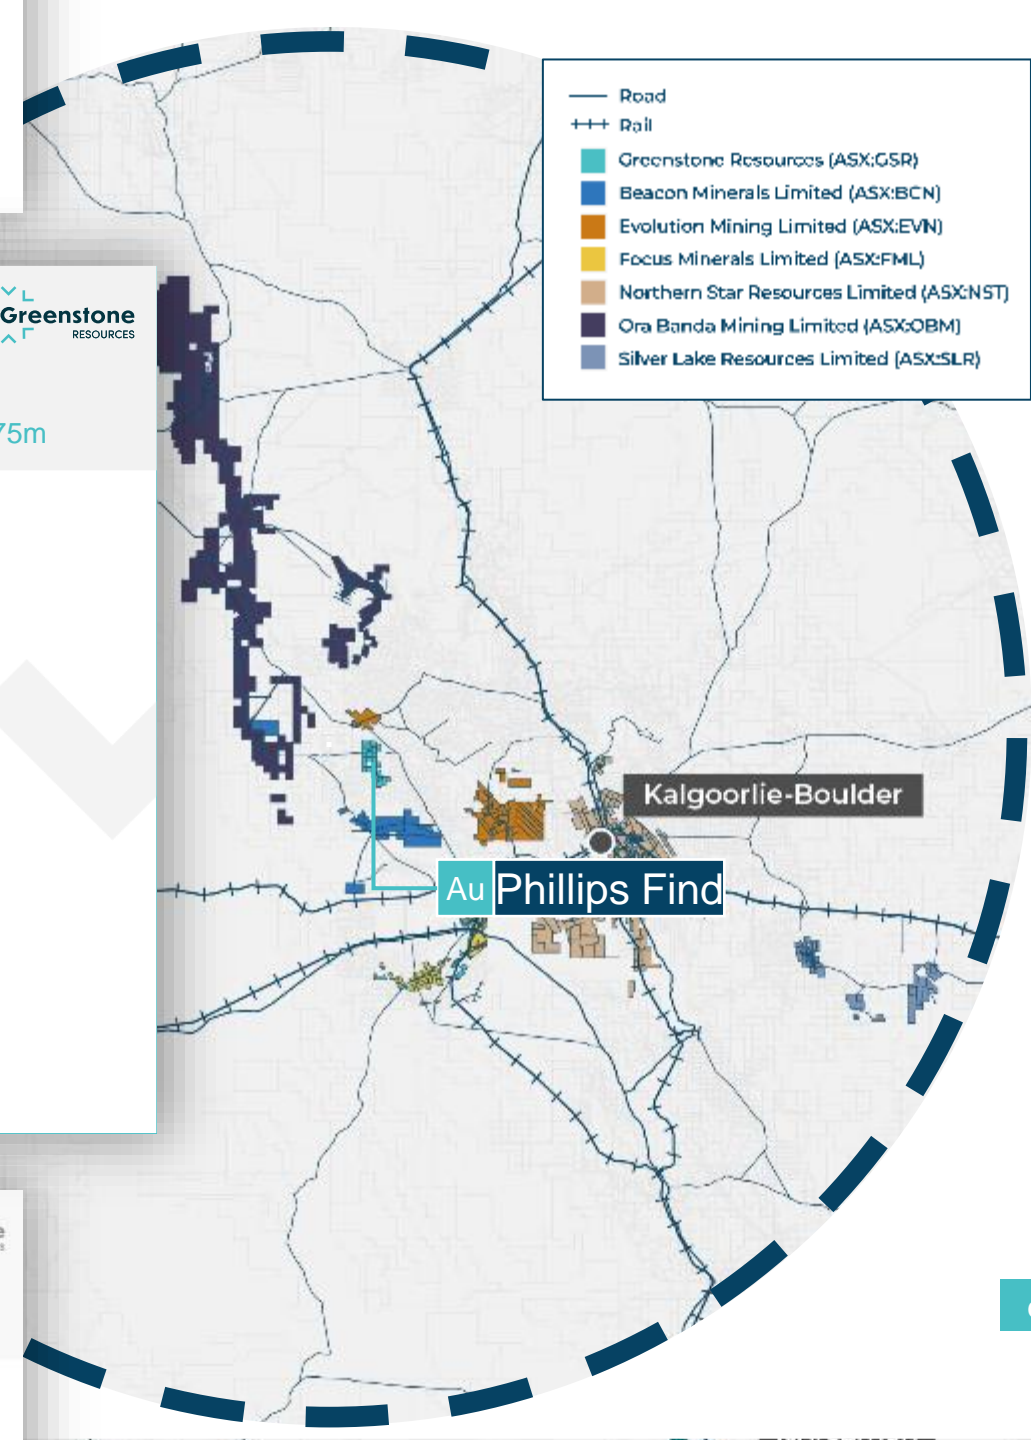 Road
Rail
Greenstone Resources (ASX:GSR)
Beacon Minerals Limited (ASX:BCN)
Evolution Mining Limited (ASX:EVN)
Focus Minerals Limited (ASX:FML)
Northern Star Resources Limited (ASX:NST)
Ora Banda Mining Limited (ASX:OBM)
Silver Lake Resources Limited (ASX:SLR)
Greenstone
RESOURCES
75m
Kalgoorlie-Boulder
Au Phillips Find